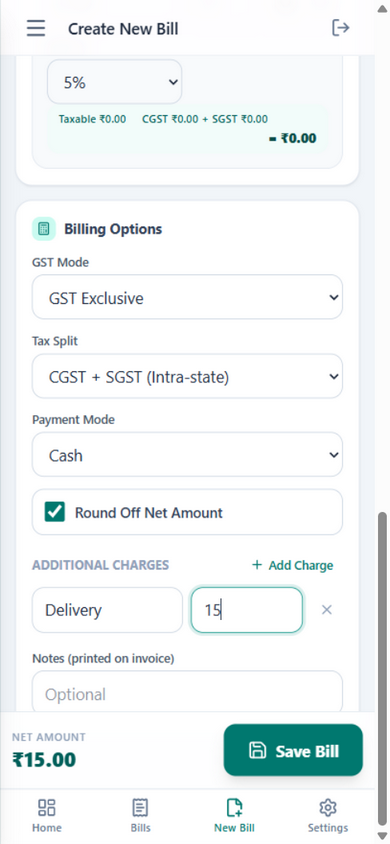 Create New Bill
5%
Taxable ₹0.00 CGST ₹0.00 + SGST ₹0.00
= ₹0.00
Billing Options
GST Mode
GST Exclusive
Tax Split
CGST + SGST (Intra-state)
Payment Mode
Cash
Round Off Net Amount
ADDITIONAL CHARGES + Add Charge
Delivery 15 ×
Notes (printed on invoice)
Optional
NET AMOUNT
₹15.00
Save Bill
Home Bills New Bill Settings